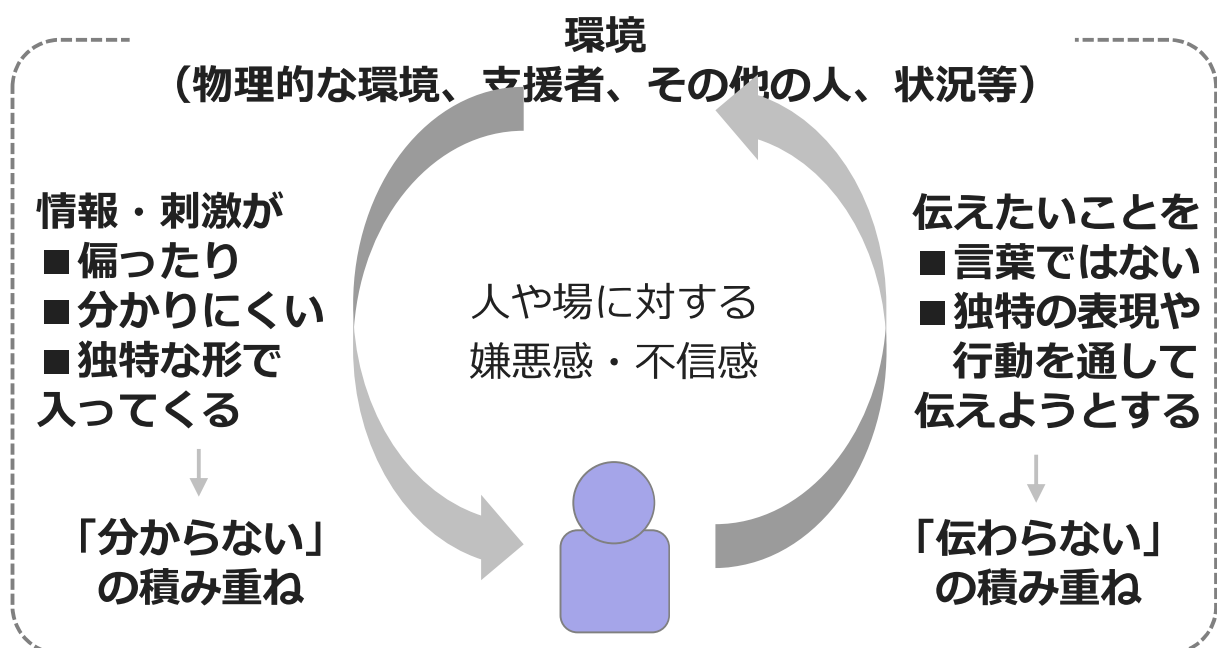 環境
（物理的な環境、支援者、その他の人、状況等）
情報・刺激が
■偏ったり
■分かりにくい
■独特な形で
入ってくる
「分からない」
の積み重ね
人や場に対する
嫌悪感・不信感
伝えたいことを
■言葉ではない
■独特の表現や
行動を通して
伝えようとする
「伝わらない」
の積み重ね